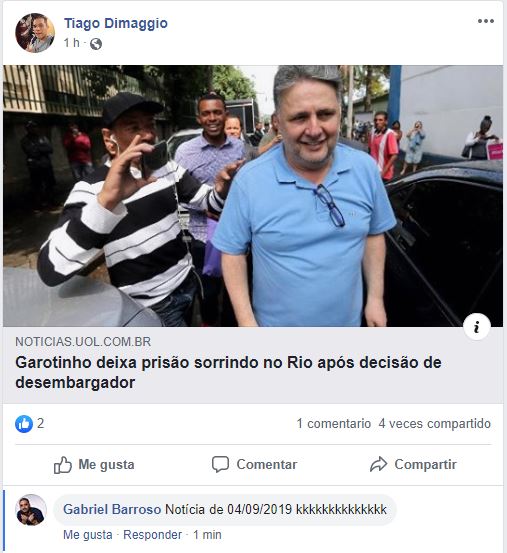 Tiago Dimaggio
1 h ·
NOTICIAS.UOL.COM.BR
Garotinho deixa prisão sorrindo no Rio após decisão de
desembargador
2
1 comentario 4 veces compartido
Me gusta
Comentar
Compartir
Gabriel Barroso Notícia de 04/09/2019 kkkkkkkkkkkkkk
Me gusta · Responder · 1 min